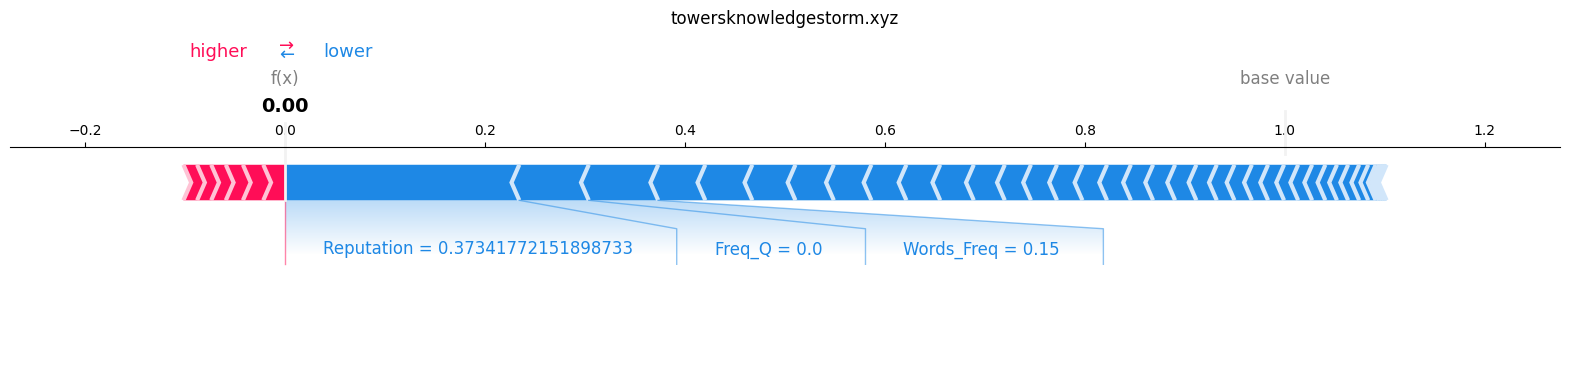 towersknowledgestorm.xyz
higher → ← lower
f(x)
base value
0.00
−0.2 0.0 0.2 0.4 0.6 0.8 1.0 1.2
Reputation = 0.37341772151898733 Freq_Q = 0.0 Words_Freq = 0.15